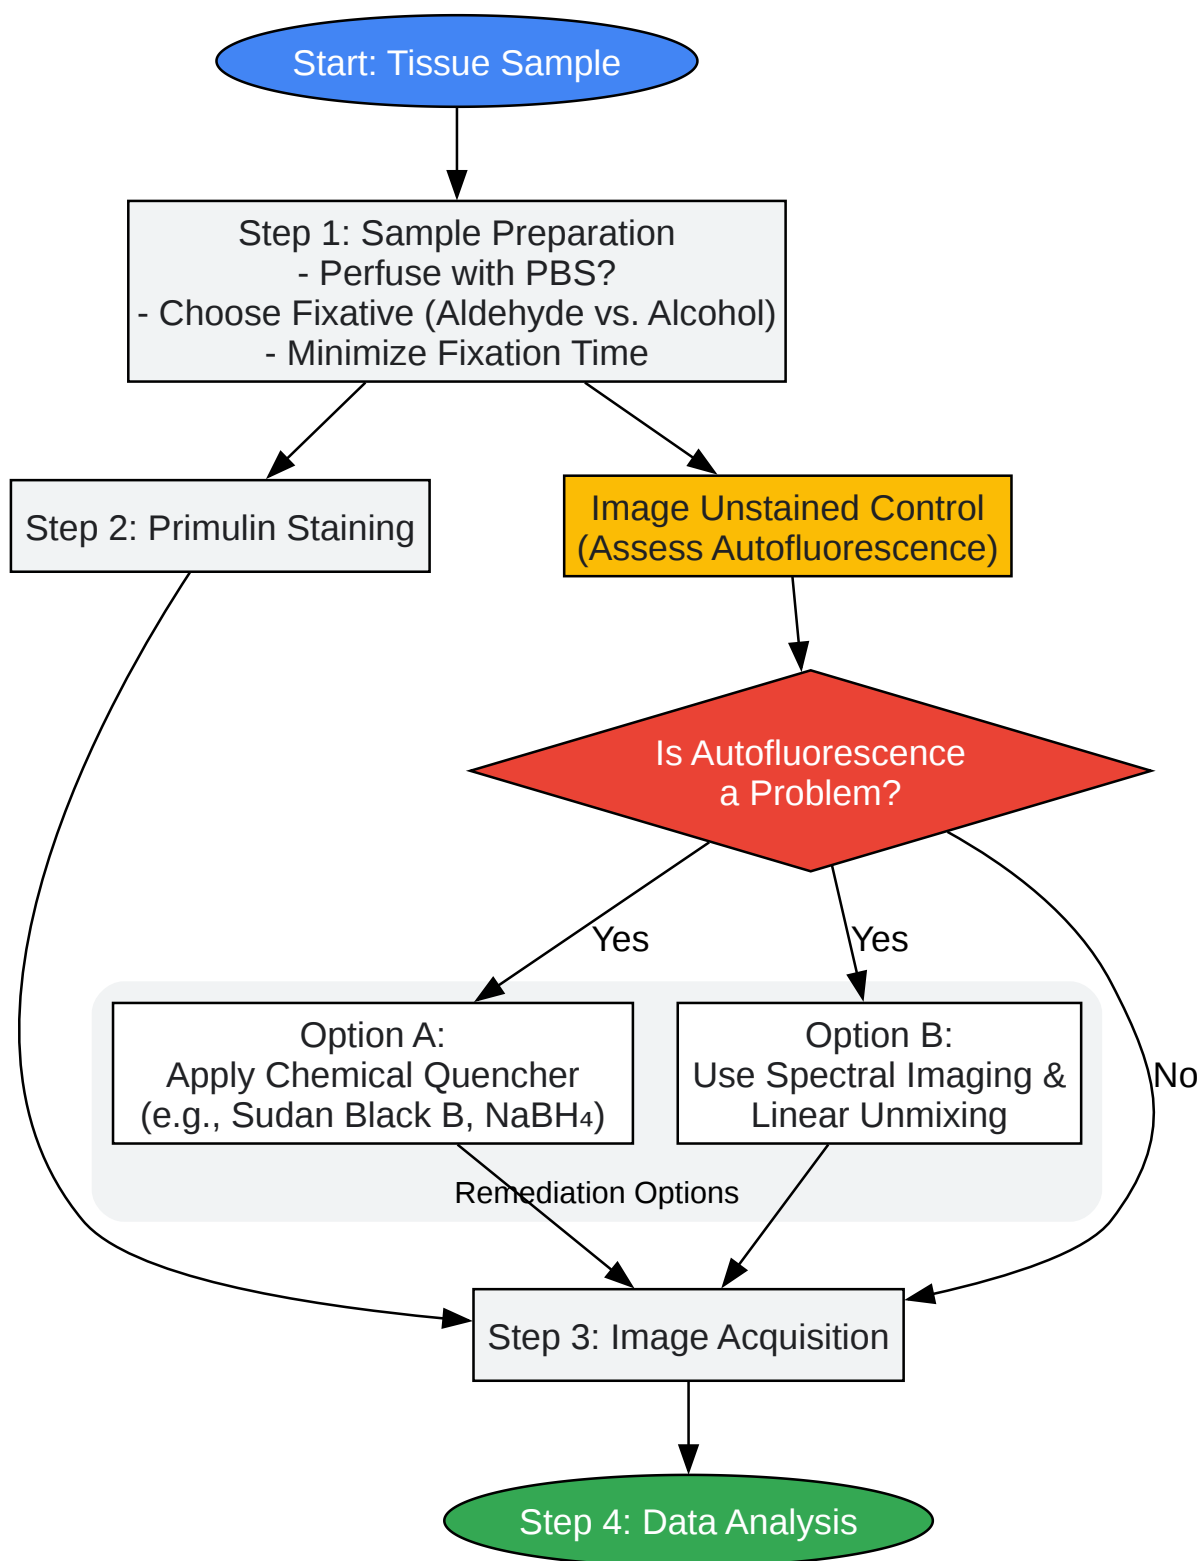 Start: Tissue Sample
Step 1: Sample Preparation
- Perfuse with PBS?
- Choose Fixative (Aldehyde vs. Alcohol)
- Minimize Fixation Time
Step 2: Primulin Staining
Image Unstained Control
(Assess Autofluorescence)
Is Autofluorescence
a Problem?
Yes
Yes
Option A:
Apply Chemical Quencher
(e.g., Sudan Black B, NaBH₄)
Option B:
Use Spectral Imaging &
Linear Unmixing
No
Remediation Options
Step 3: Image Acquisition
Step 4: Data Analysis